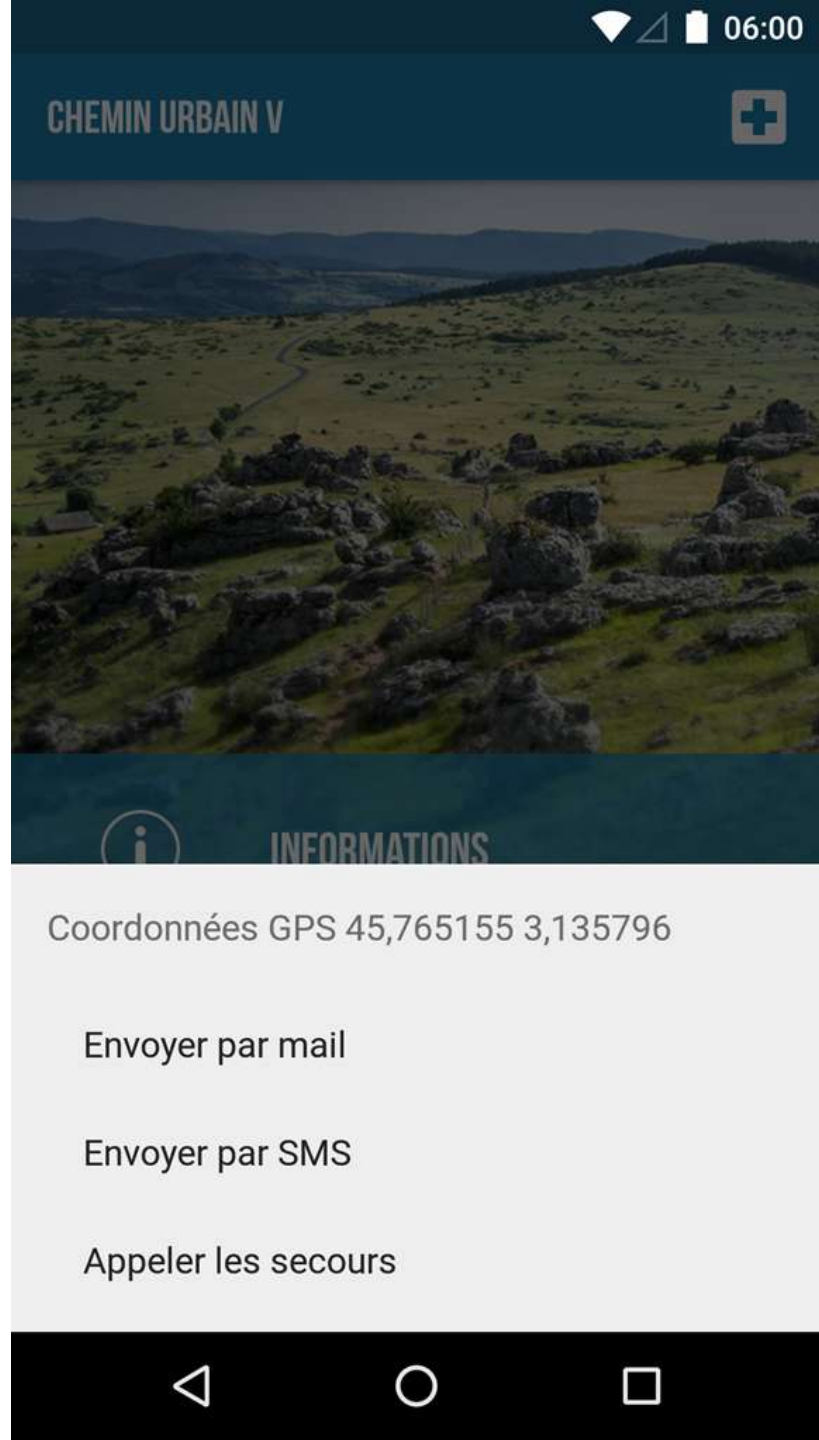 06:00
CHEMIN URBAIN V
INFORMATIONS
Coordonnées GPS 45,765155 3,135796
Envoyer par mail
Envoyer par SMS
Appeler les secours